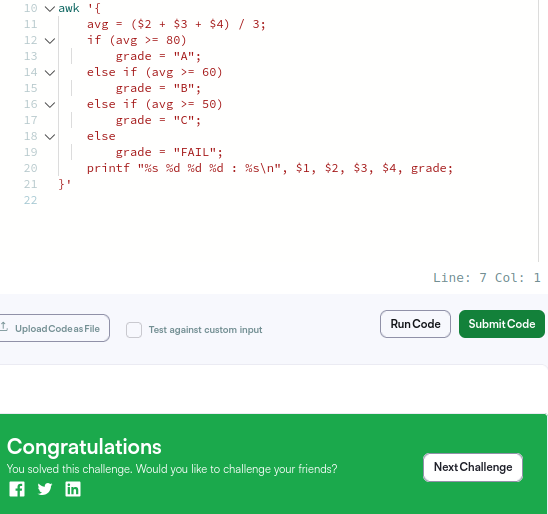 10 awk '{
11 avg = ($2 + $3 + $4) / 3;
12 if (avg >= 80)
13 grade = "A";
14 else if (avg >= 60)
15 grade = "B";
16 else if (avg >= 50)
17 grade = "C";
18 else
19 grade = "FAIL";
20 printf "%s %d %d %d : %s\n", $1, $2, $3, $4, grade;
21 }'
22
Line: 7 Col: 1
Upload Code as File
Test against custom input
Run Code
Submit Code
Congratulations
You solved this challenge. Would you like to challenge your friends?
Next Challenge